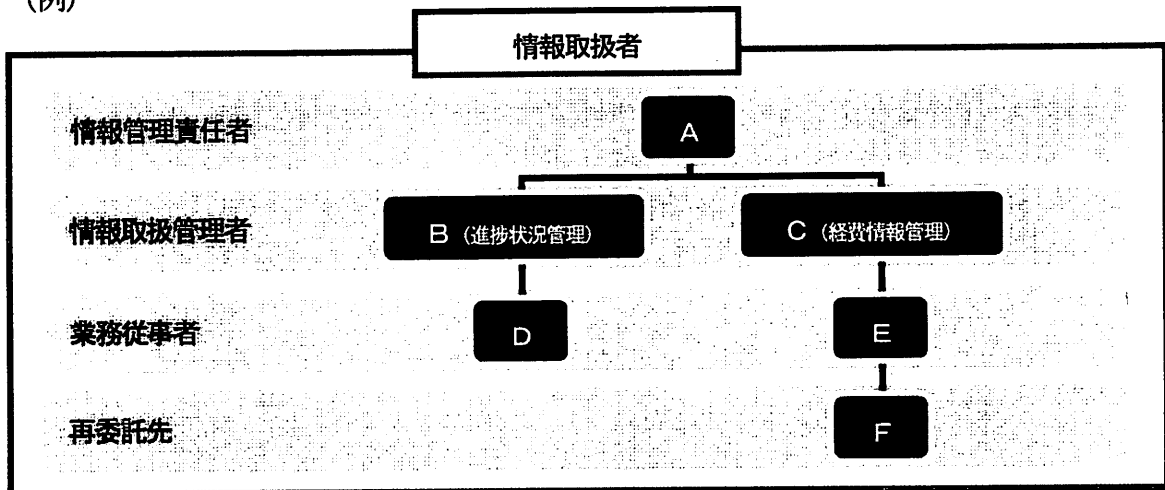 (例)
情報取扱者
情報管理責任者
A
情報取扱管理者
B (進捗状況管理)
C (経費情報管理)
業務従事者
D
E
再委託先
F